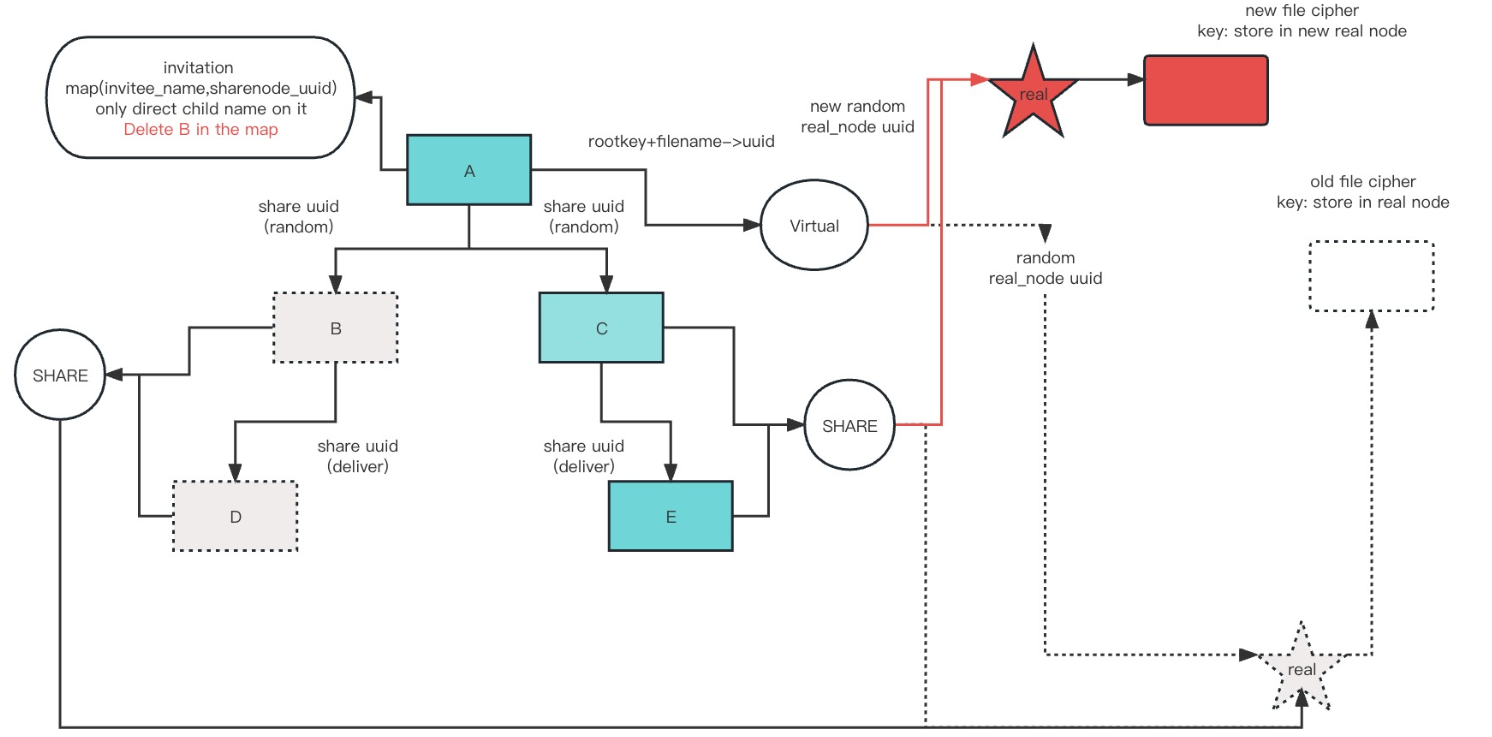 new file cipher
key: store in new real node
invitation
map(invitee_name,sharenode_uuid)
only direct child name on it
Delete B in the map
real
new random
real_node uuid
rootkey+filename->uuid
A
old file cipher
key: store in real node
share uuid
(random)
share uuid
(random)
Virtual
random
real_node uuid
B
C
SHARE
SHARE
share uuid
(deliver)
share uuid
(deliver)
D
E
real